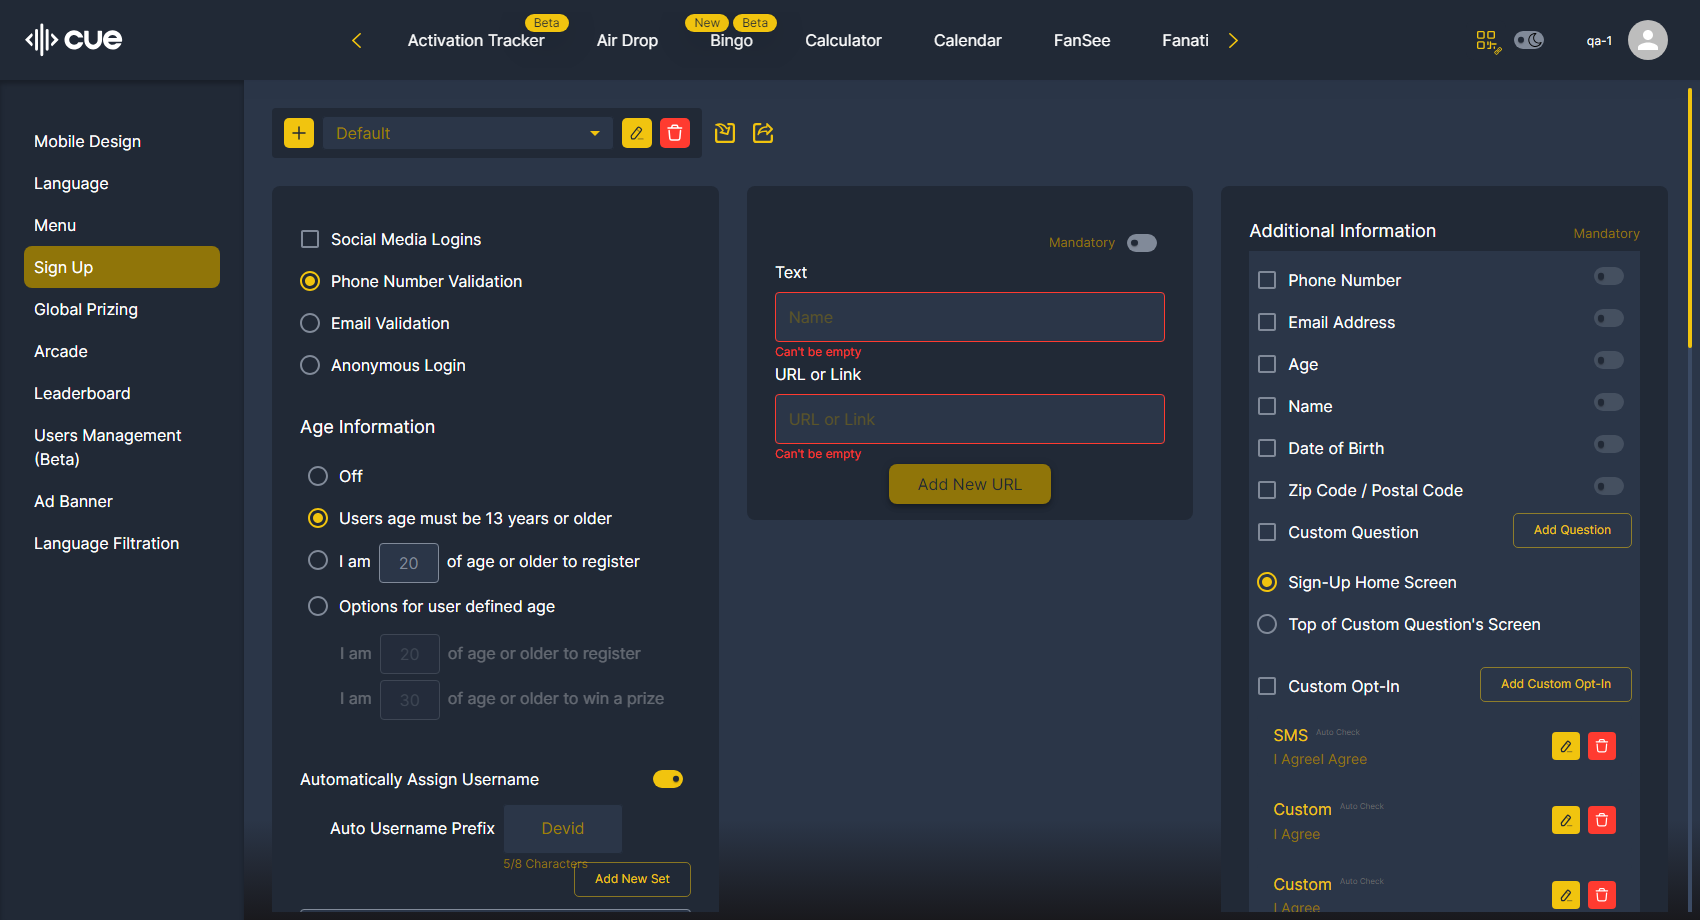 cue
Beta
New
Beta
Activation Tracker
Air Drop
Bingo
Calculator
Calendar
FanSee
Fanati
qa-1
Mobile Design
Language
Menu
Sign Up
Global Prizing
Arcade
Leaderboard
Users Management
(Beta)
Ad Banner
Language Filtration
Default
Social Media Logins
Phone Number Validation
Email Validation
Anonymous Login
Age Information
Off
Users age must be 13 years or older
I am 20 of age or older to register
Options for user defined age
I am 20 of age or older to register
I am 30 of age or older to win a prize
Automatically Assign Username
Auto Username Prefix Devid
5/8 Characters
Add New Set
Mandatory
Text
Name
Can't be empty
URL or Link
URL or Link
Can't be empty
Add New URL
Additional Information
Mandatory
Phone Number
Email Address
Age
Name
Date of Birth
Zip Code / Postal Code
Custom Question
Add Question
Sign-Up Home Screen
Top of Custom Question's Screen
Custom Opt-In
Add Custom Opt-In
SMS Auto Check
I AgreeI Agree
Custom Auto Check
I Agree
Custom Auto Check
I Agree